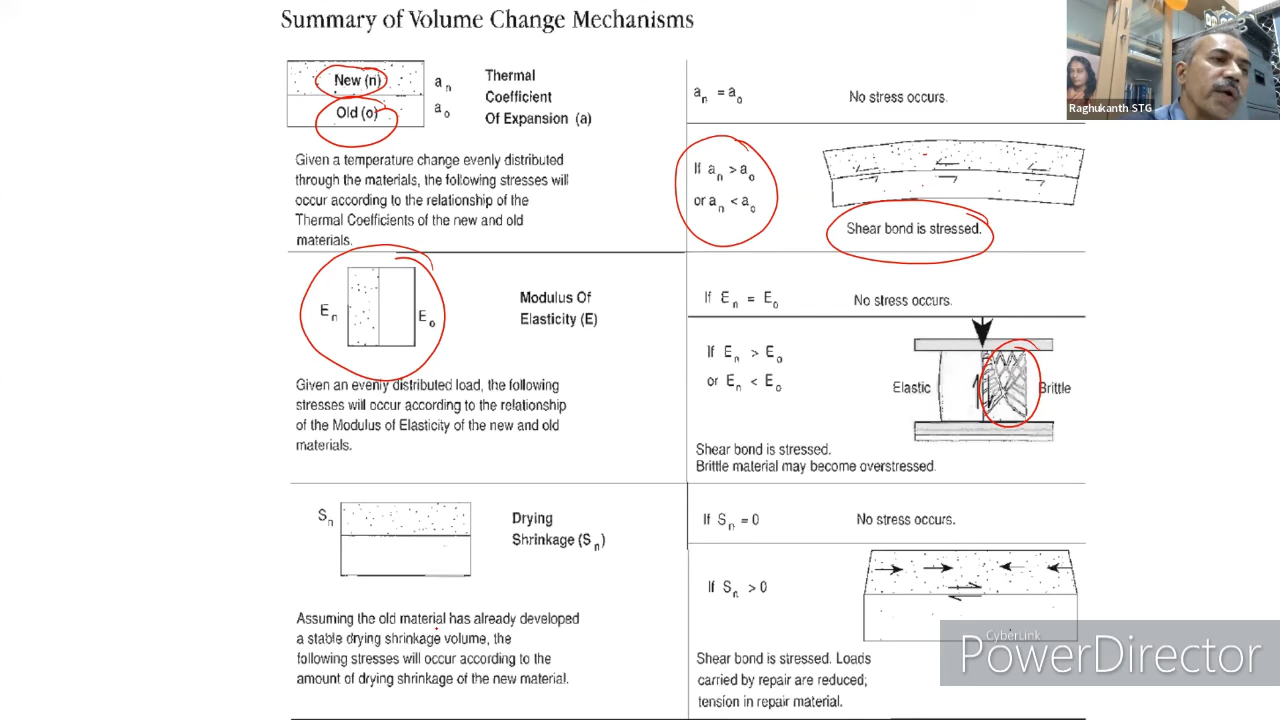 Summary of Volume Change Mechanisms
New (n)
Old (o)
a n
a o
Thermal
Coefficient
Of Expansion (a)
Given a temperature change evenly distributed
through the materials, the following stresses will
occur according to the relationship of the
Thermal Coefficients of the new and old
materials.
a n = a o
No stress occurs.
If a n > a o
or a n < a o
Shear bond is stressed.
E n
E o
Modulus Of
Elasticity (E)
Given an evenly distributed load, the following
stresses will occur according to the relationship
of the Modulus of Elasticity of the new and old
materials.
If E n = E o
No stress occurs.
If E n > E o
or E n < E o
Elastic
Brittle
Shear bond is stressed.
Brittle material may become overstressed.
S n
Drying
Shrinkage (S n)
Assuming the old material has already developed
a stable drying shrinkage volume, the
following stresses will occur according to the
amount of drying shrinkage of the new material.
If S n = 0
No stress occurs.
If S n > 0
Shear bond is stressed. Loads
carried by repair are reduced;
tension in repair material.
Raghukanth STG
CyberLink
PowerDirector